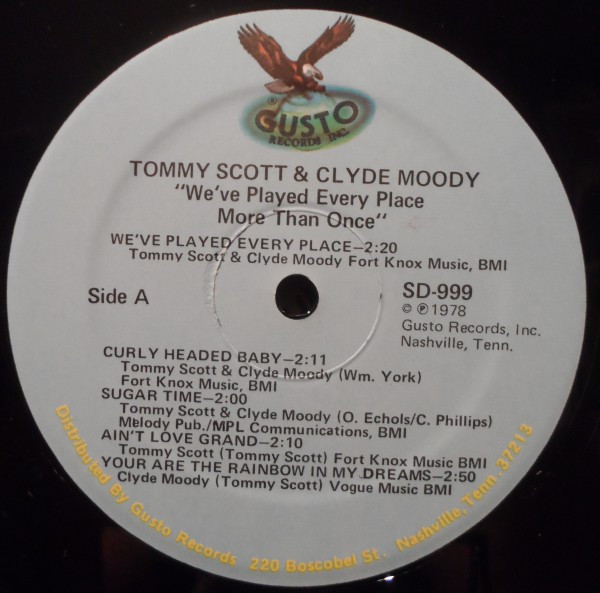 ®
GUSTO
RECORDS INC.
TOMMY SCOTT & CLYDE MOODY
"We've Played Every Place
More Than Once"
WE'VE PLAYED EVERY PLACE—2:20
Tommy Scott & Clyde Moody Fort Knox Music, BMI
Side A
SD-999
© ℗ 1978
Gusto Records, Inc.
Nashville, Tenn.
CURLY HEADED BABY—2:11
Tommy Scott & Clyde Moody (Wm. York)
Fort Knox Music, BMI
SUGAR TIME—2:00
Tommy Scott & Clyde Moody (O. Echols/C. Phillips)
Melody Pub./MPL Communications, BMI
AIN'T LOVE GRAND—2:10
Tommy Scott (Tommy Scott) Fort Knox Music BMI
YOUR ARE THE RAINBOW IN MY DREAMS—2:50
Clyde Moody (Tommy Scott) Vogue Music BMI
Distributed By Gusto Records 220 Boscobel St. Nashville, Tenn. 37213